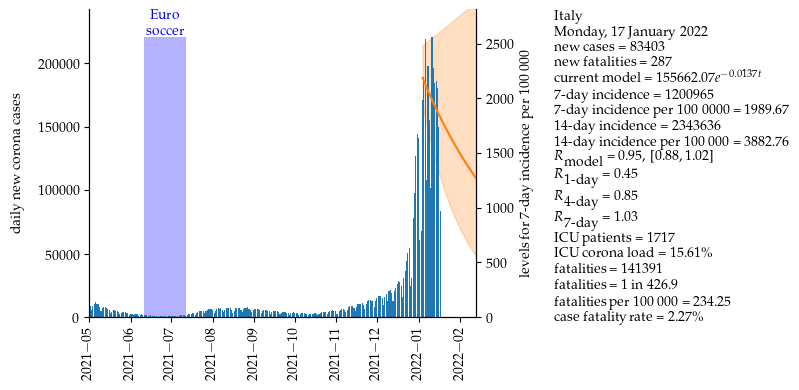 Euro
soccer
daily new corona cases
200000
150000
100000
50000
0
2500
2000
1500
1000
500
0
levels for 7-day incidence per 100 000
2021−05
2021−06
2021−07
2021−08
2021−09
2021−10
2021−11
2021−12
2022−01
2022−02
Italy
Monday, 17 January 2022
new cases = 83403
new fatalities = 287
current model = 155662.07e^{−0.0137t}
7-day incidence = 1200965
7-day incidence per 100 0000 = 1989.67
14-day incidence = 2343636
14-day incidence per 100 000 = 3882.76
R_model = 0.95, [0.88, 1.02]
R_1-day = 0.45
R_4-day = 0.85
R_7-day = 1.03
ICU patients = 1717
ICU corona load = 15.61%
fatalities = 141391
fatalities = 1 in 426.9
fatalities per 100 000 = 234.25
case fatality rate = 2.27%